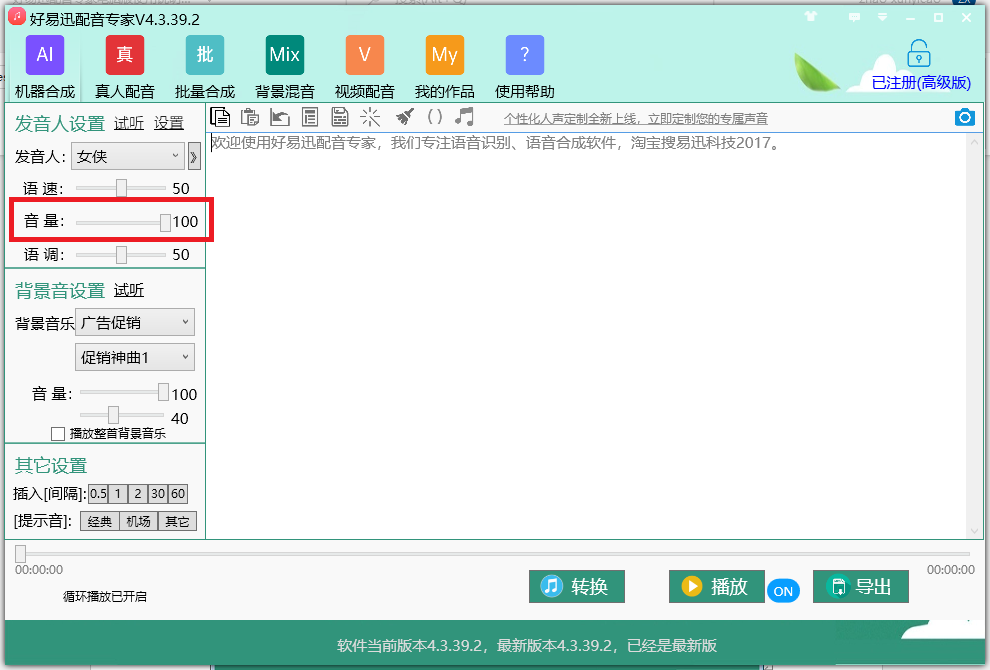 好易迅配音专家V4.3.39.2
AI 真 批 Mix V My ?
机器合成 真人配音 批量合成 背景混音 视频配音 我的作品 使用帮助
已注册(高级版)
发音人设置 试听 设置
个性化人声定制全新上线，立即定制您的专属声音
发音人: 女侠
欢迎使用好易迅配音专家，我们专注语音识别、语音合成软件，淘宝搜易迅科技2017。
语 速: 50
音 量: 100
语 调: 50
背景音设置 试听
背景音乐 广告促销
促销神曲1
音 量: 100
40
播放整首背景音乐
其它设置
插入[间隔]: 0.5 1 2 30 60
[提示音]: 经典 机场 其它
00:00:00 00:00:00
循环播放已开启
转换 播放 ON 导出
软件当前版本4.3.39.2，最新版本4.3.39.2，已经是最新版